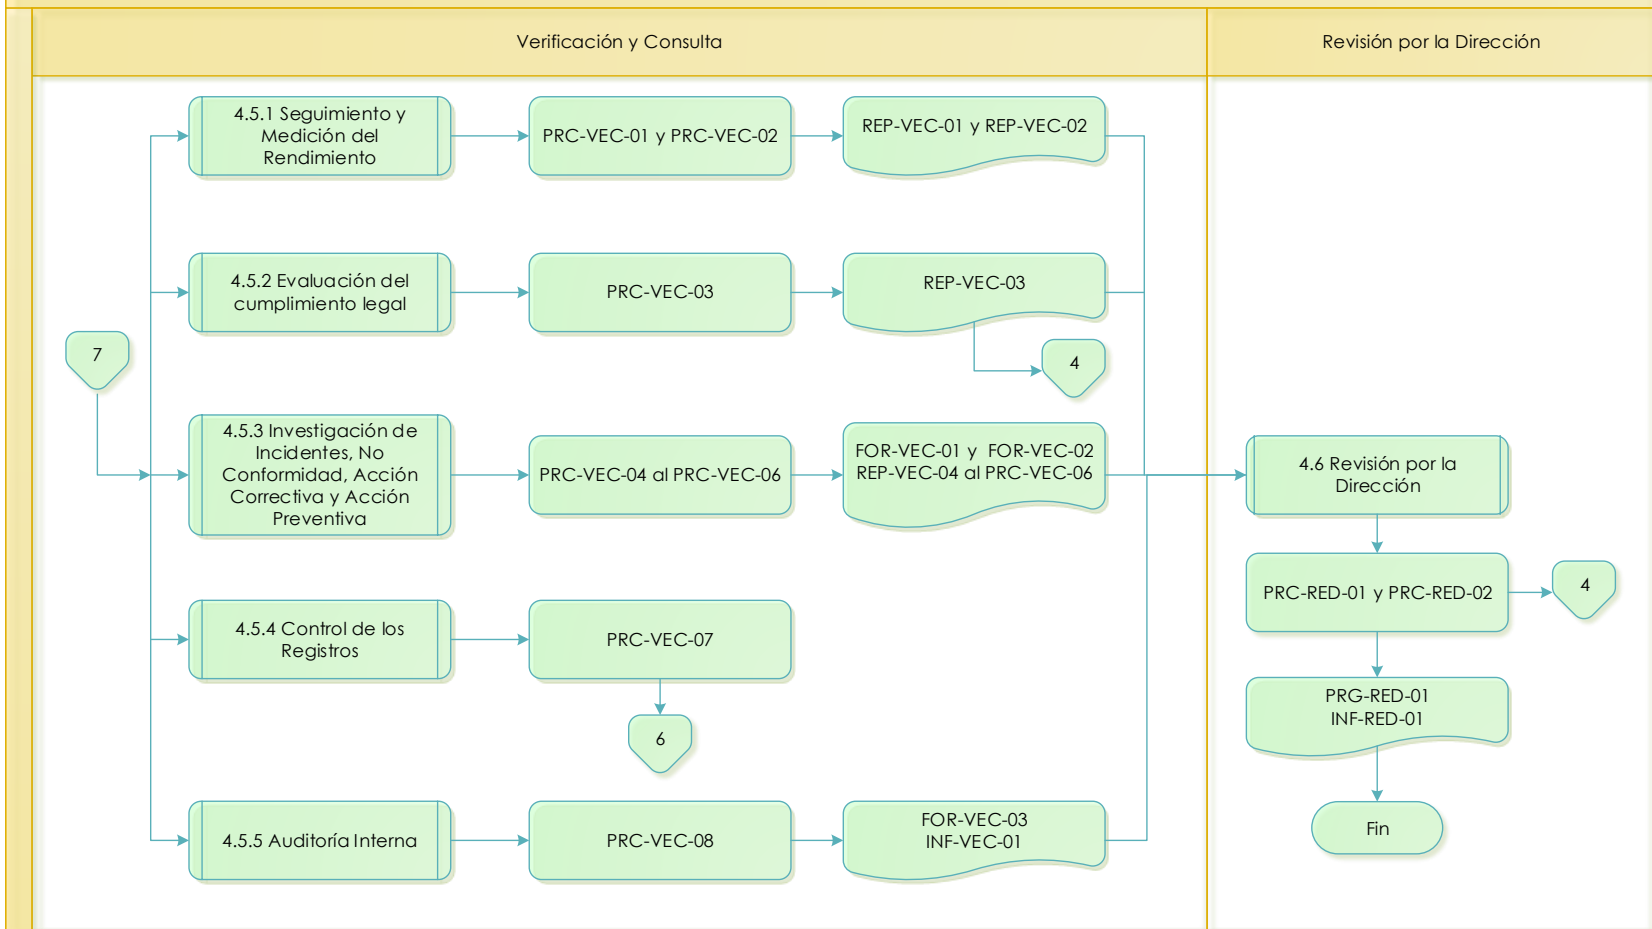 Verificación y Consulta
Revisión por la Dirección
4.5.1 Seguimiento y
Medición del
Rendimiento
PRC-VEC-01 y PRC-VEC-02
REP-VEC-01 y REP-VEC-02
4.5.2 Evaluación del
cumplimiento legal
PRC-VEC-03
REP-VEC-03
7
4
4.5.3 Investigación de
Incidentes, No
Conformidad, Acción
Correctiva y Acción
Preventiva
PRC-VEC-04 al PRC-VEC-06
FOR-VEC-01 y FOR-VEC-02
REP-VEC-04 al PRC-VEC-06
4.6 Revisión por la
Dirección
PRC-RED-01 y PRC-RED-02
4
4.5.4 Control de los
Registros
PRC-VEC-07
6
PRG-RED-01
INF-RED-01
4.5.5 Auditoría Interna
PRC-VEC-08
FOR-VEC-03
INF-VEC-01
Fin